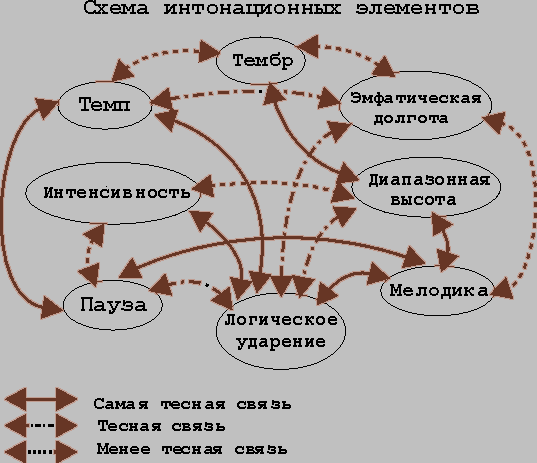 Схема интонационных элементов
Тембр
Темп
Эмфатическая
долгота
Интенсивность
Диапазонная
высота
Пауза
Логическое
ударение
Мелодика
Самая тесная связь
Тесная связь
Менее тесная связь